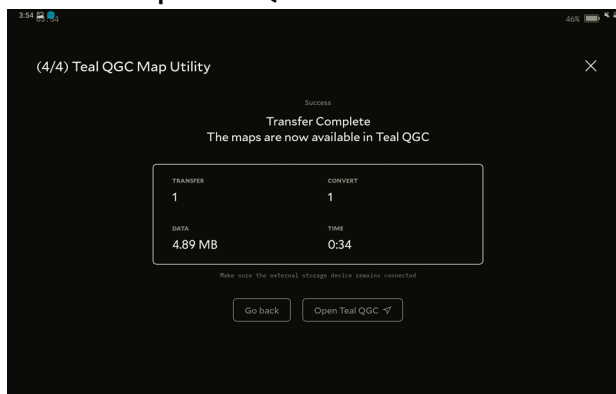 3:54
46%
(4/4) Teal QGC Map Utility
Success
Transfer Complete
The maps are now available in Teal QGC
TRANSFER
CONVERT
1
1
DATA
TIME
4.89 MB
0:34
Make sure the external storage device remains connected
Go back
Open Teal QGC